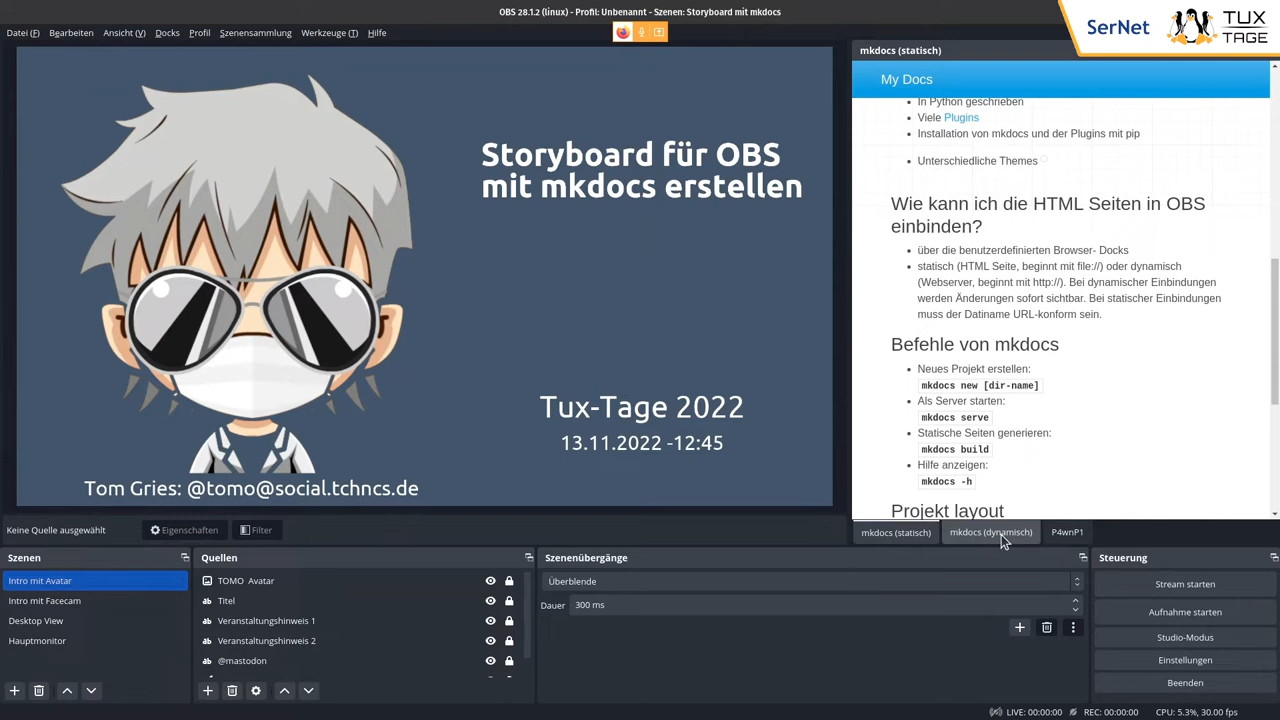 OBS 28.1.2 (linux) - Profil: Unbenannt - Szenen: Storyboard mit mkdocs
Datei (F) Bearbeiten Ansicht (V) Docks Profil Szenensammlung Werkzeuge (T) Hilfe
SerNet
TUX
TAGE
Storyboard für OBS
mit mkdocs erstellen
Tux-Tage 2022
13.11.2022 -12:45
Tom Gries: @tomo@social.tchncs.de
mkdocs (statisch)
My Docs
In Python geschrieben
Viele Plugins
Installation von mkdocs und der Plugins mit pip
Unterschiedliche Themes
Wie kann ich die HTML Seiten in OBS
einbinden?
über die benutzerdefinierten Browser- Docks
statisch (HTML Seite, beginnt mit file://) oder dynamisch
(Webserver, beginnt mit http://). Bei dynamischer Einbindungen
werden Änderungen sofort sichtbar. Bei statischer Einbindungen
muss der Datiname URL-konform sein.
Befehle von mkdocs
Neues Projekt erstellen:
mkdocs new [dir-name]
Als Server starten:
mkdocs serve
Statische Seiten generieren:
mkdocs build
Hilfe anzeigen:
mkdocs -h
Projekt layout
mkdocs (statisch) mkdocs (dynamisch) P4wnP1
Keine Quelle ausgewählt Eigenschaften Filter
Szenen
Intro mit Avatar
Intro mit Facecam
Desktop View
Hauptmonitor
Quellen
TOMO Avatar
ab Titel
ab Veranstaltungshinweis 1
ab Veranstaltungshinweis 2
ab @mastodon
Szenenübergänge
Überblende
Dauer 300 ms
Steuerung
Stream starten
Aufnahme starten
Studio-Modus
Einstellungen
Beenden
LIVE: 00:00:00 REC: 00:00:00 CPU: 5.3%, 30.00 fps